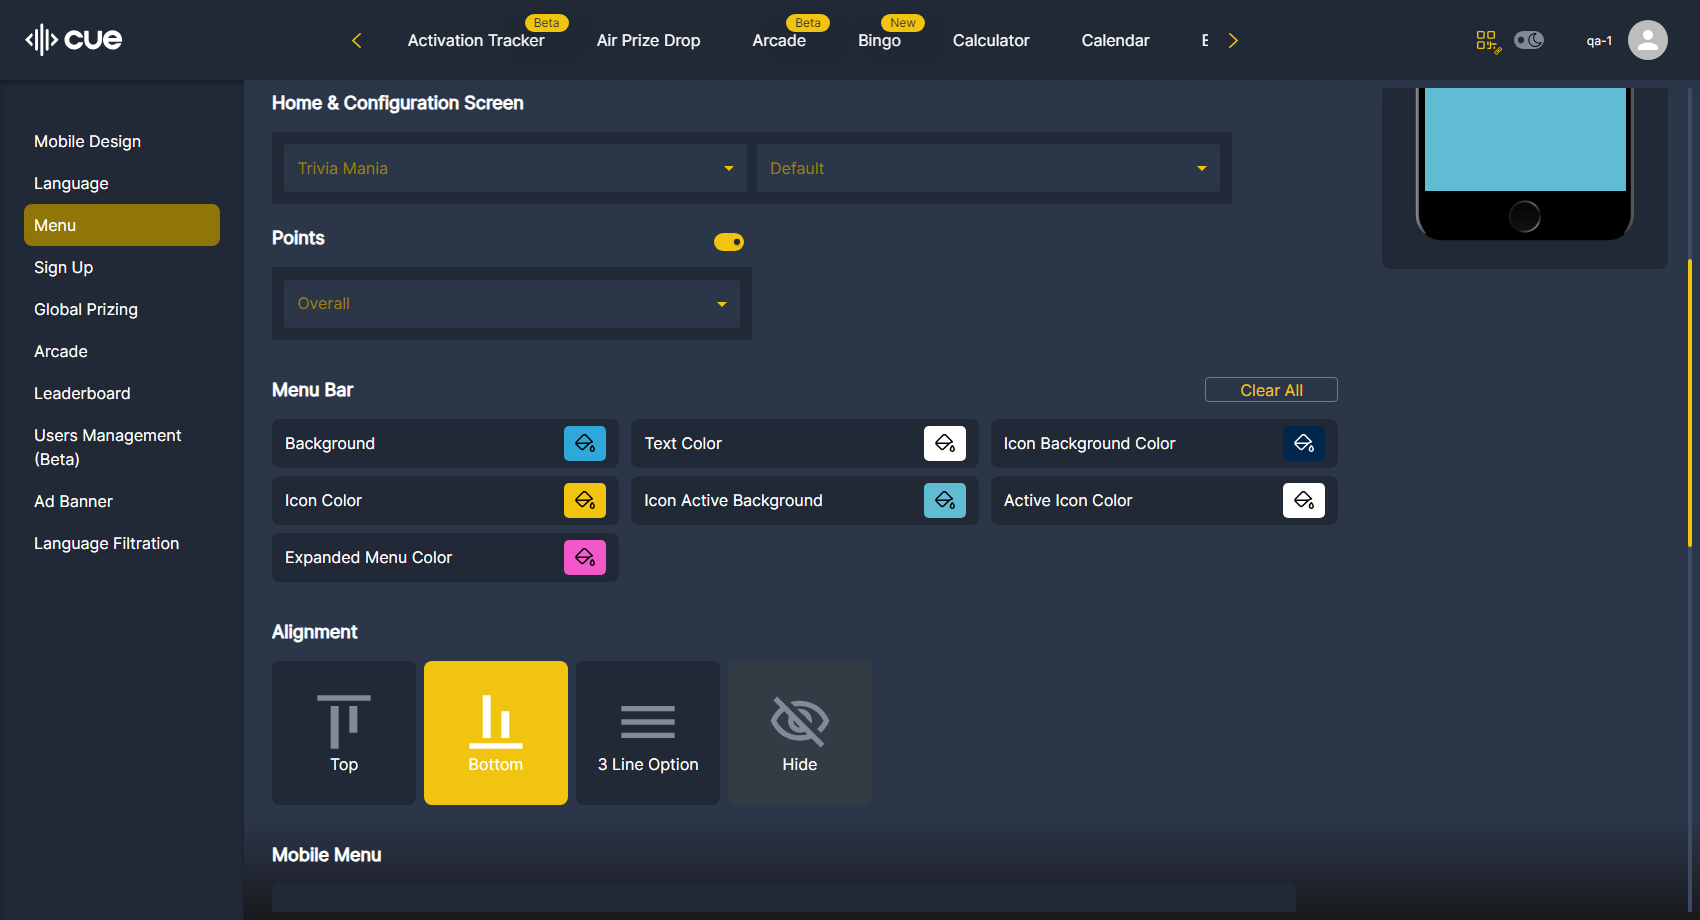 cue
Activation Tracker
Beta
Air Prize Drop
Arcade
Beta
Bingo
New
Calculator
Calendar
qa-1
Mobile Design
Language
Menu
Sign Up
Global Prizing
Arcade
Leaderboard
Users Management
(Beta)
Ad Banner
Language Filtration
Home & Configuration Screen
Trivia Mania
Default
Points
Overall
Menu Bar
Clear All
Background
Text Color
Icon Background Color
Icon Color
Icon Active Background
Active Icon Color
Expanded Menu Color
Alignment
Top
Bottom
3 Line Option
Hide
Mobile Menu